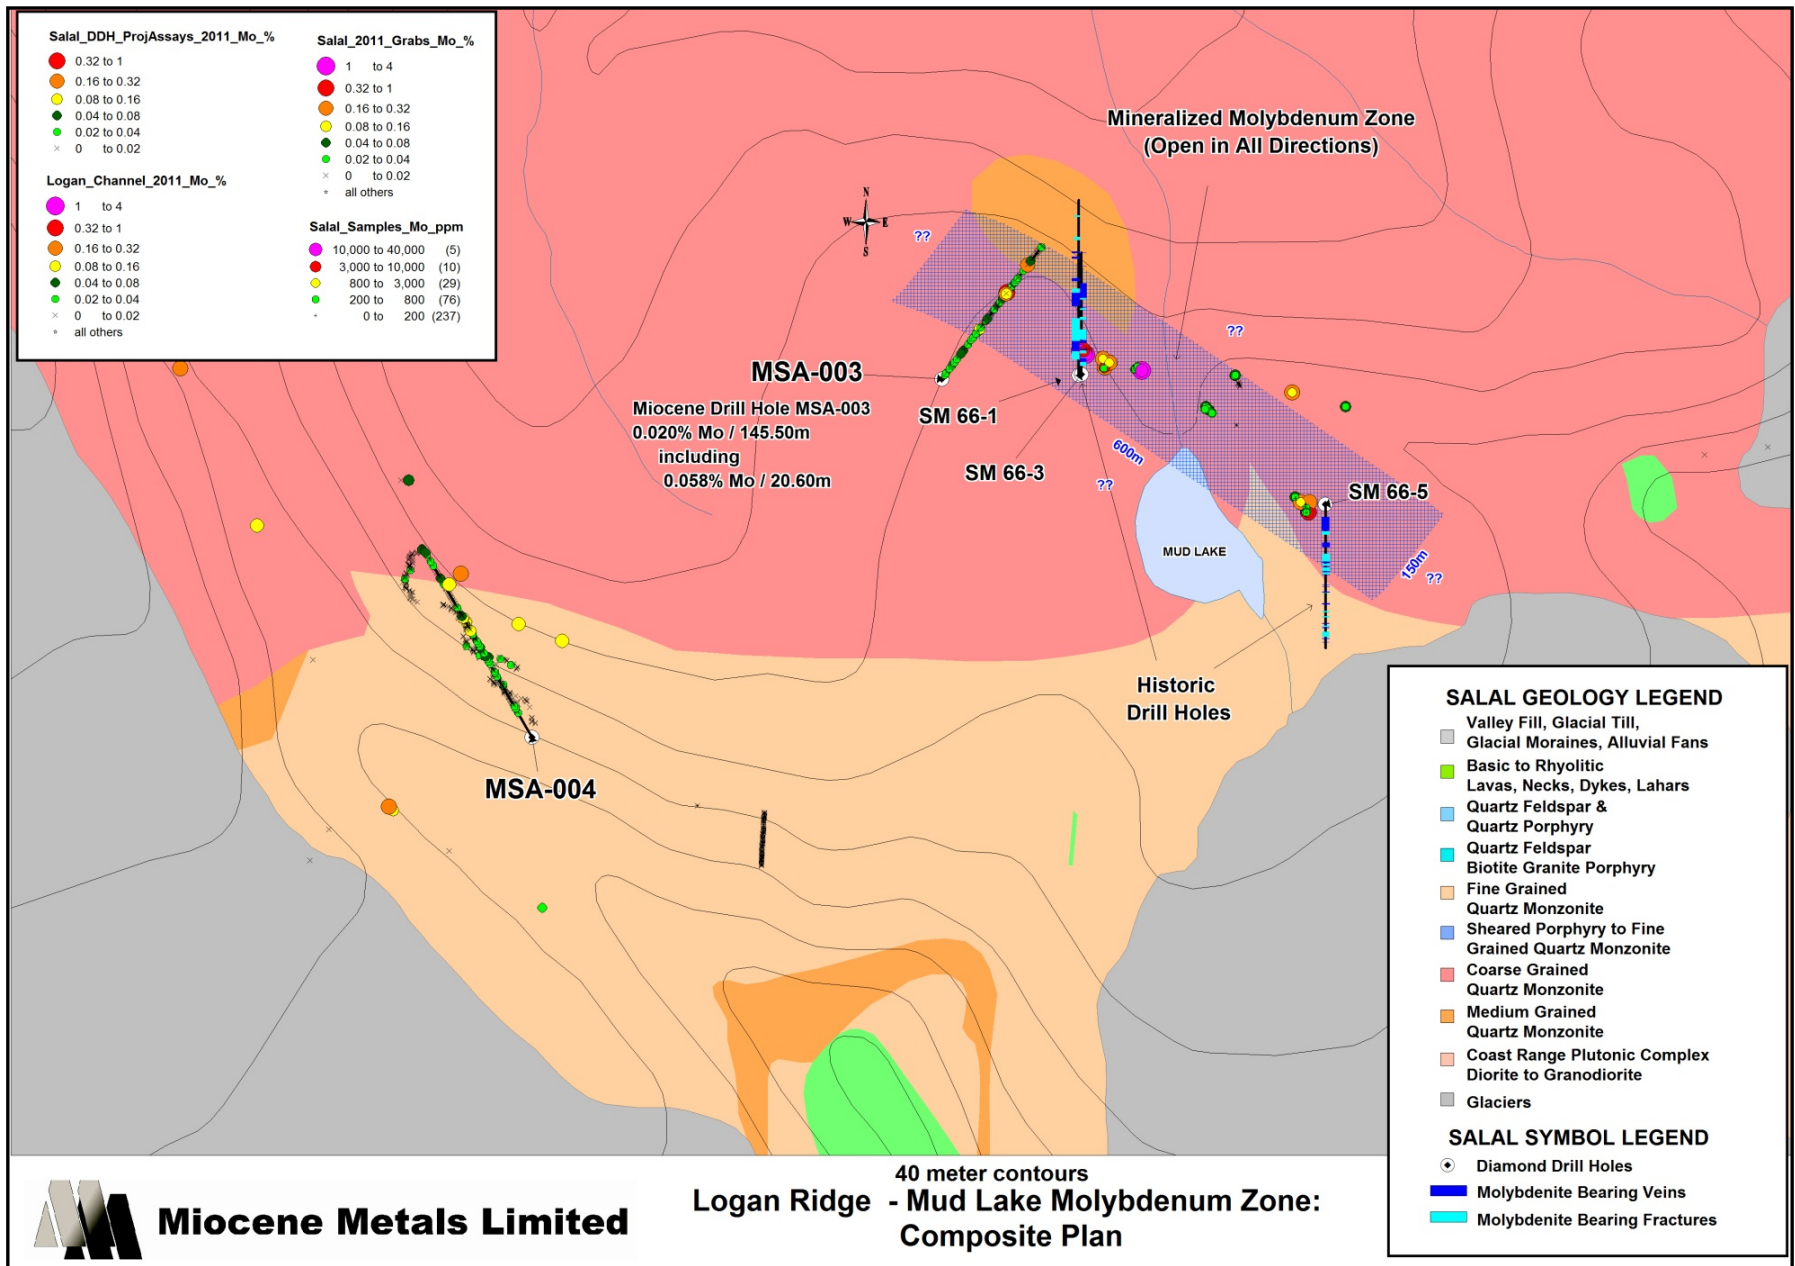 Salal_DDH_ProjAssays_2011_Mo_%
0.32 to 1
0.16 to 0.32
0.08 to 0.16
0.04 to 0.08
0.02 to 0.04
0 to 0.02
Logan_Channel_2011_Mo_%
1 to 4
0.32 to 1
0.16 to 0.32
0.08 to 0.16
0.04 to 0.08
0.02 to 0.04
0 to 0.02
all others
Salal_2011_Grabs_Mo_%
1 to 4
0.32 to 1
0.16 to 0.32
0.08 to 0.16
0.04 to 0.08
0.02 to 0.04
0 to 0.02
all others
Salal_Samples_Mo_ppm
10,000 to 40,000 (5)
3,000 to 10,000 (10)
800 to 3,000 (29)
200 to 800 (76)
0 to 200 (237)
Mineralized Molybdenum Zone
(Open in All Directions)
N
W E
S
??
??
MSA-003
Miocene Drill Hole MSA-003
0.020% Mo / 145.50m
including
0.058% Mo / 20.60m
SM 66-1
SM 66-3
600m
??
SM 66-5
MUD LAKE
150m
??
Historic
Drill Holes
MSA-004
SALAL GEOLOGY LEGEND
Valley Fill, Glacial Till,
Glacial Moraines, Alluvial Fans
Basic to Rhyolitic
Lavas, Necks, Dykes, Lahars
Quartz Feldspar &
Quartz Porphyry
Quartz Feldspar
Biotite Granite Porphyry
Fine Grained
Quartz Monzonite
Sheared Porphyry to Fine
Grained Quartz Monzonite
Coarse Grained
Quartz Monzonite
Medium Grained
Quartz Monzonite
Coast Range Plutonic Complex
Diorite to Granodiorite
Glaciers
SALAL SYMBOL LEGEND
Diamond Drill Holes
Molybdenite Bearing Veins
Molybdenite Bearing Fractures
Miocene Metals Limited
40 meter contours
Logan Ridge - Mud Lake Molybdenum Zone:
Composite Plan